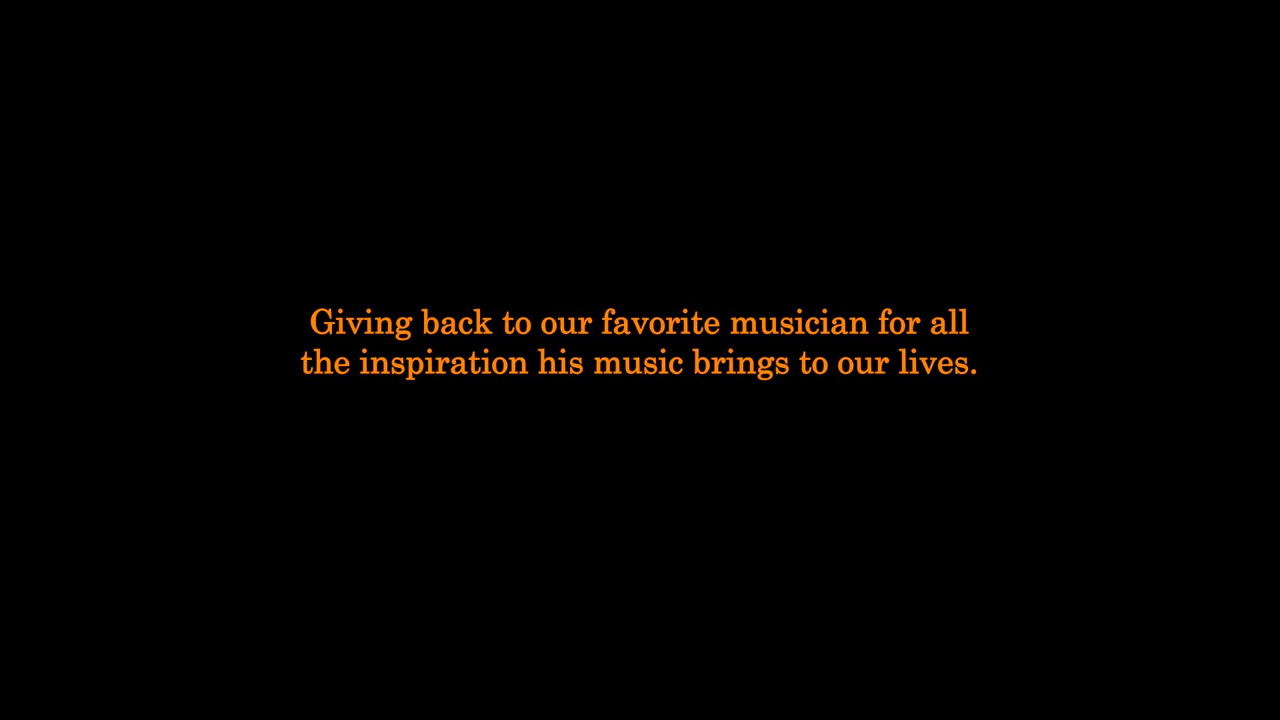 Giving back to our favorite musician for all
the inspiration his music brings to our lives.